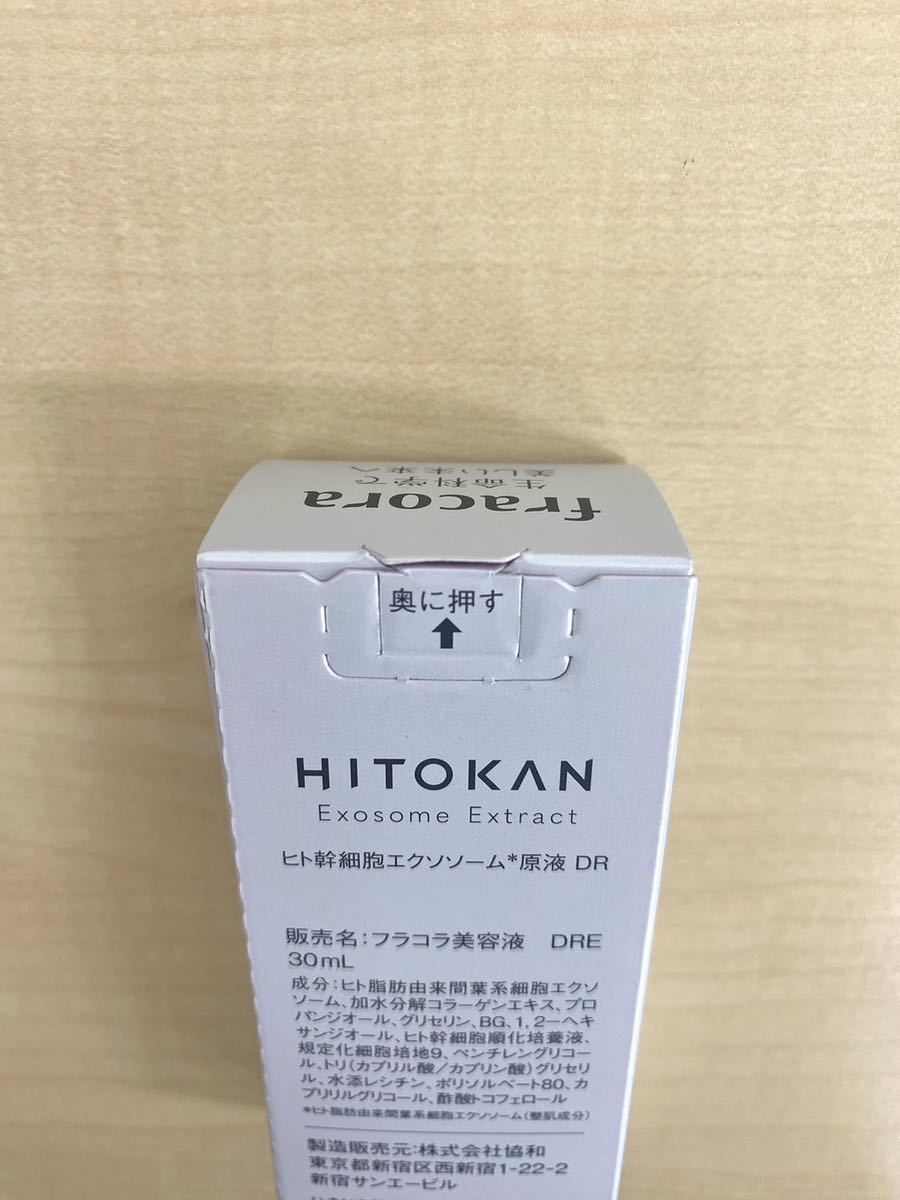 fracora
生命科学で
美しい未来へ
奥に押す
HITOKAN
Exosome Extract
ヒト幹細胞エクソソーム*原液 DR
販売名:フラコラ美容液 DRE
30mL
成分:ヒト脂肪由来間葉系細胞エクソ
ソーム、加水分解コラーゲンエキス、プロ
パンジオール、グリセリン、BG、1,2-ヘキ
サンジオール、ヒト幹細胞順化培養液、
規定化細胞培地9、ペンチレングリコー
ル、トリ(カプリル酸/カプリン酸)グリセリ
ル、水添レシチン、ポリソルベート80、カ
プリリルグリコール、酢酸トコフェロール
*ヒト脂肪由来間葉系細胞エクソソーム(整肌成分)
製造販売元:株式会社協和
東京都新宿区西新宿1-22-2
新宿サンエービル